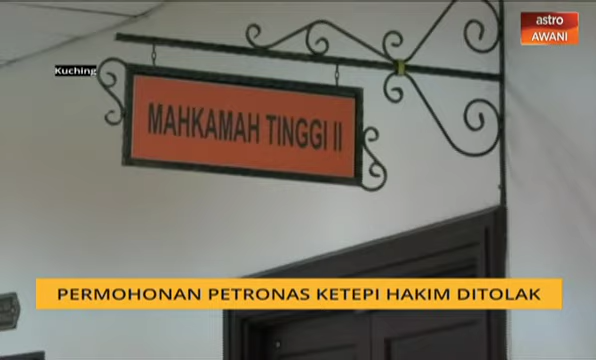 astro
AWANI
Kuching
MAHKAMAH TINGGI II
PERMOHONAN PETRONAS KETEPI HAKIM DITOLAK